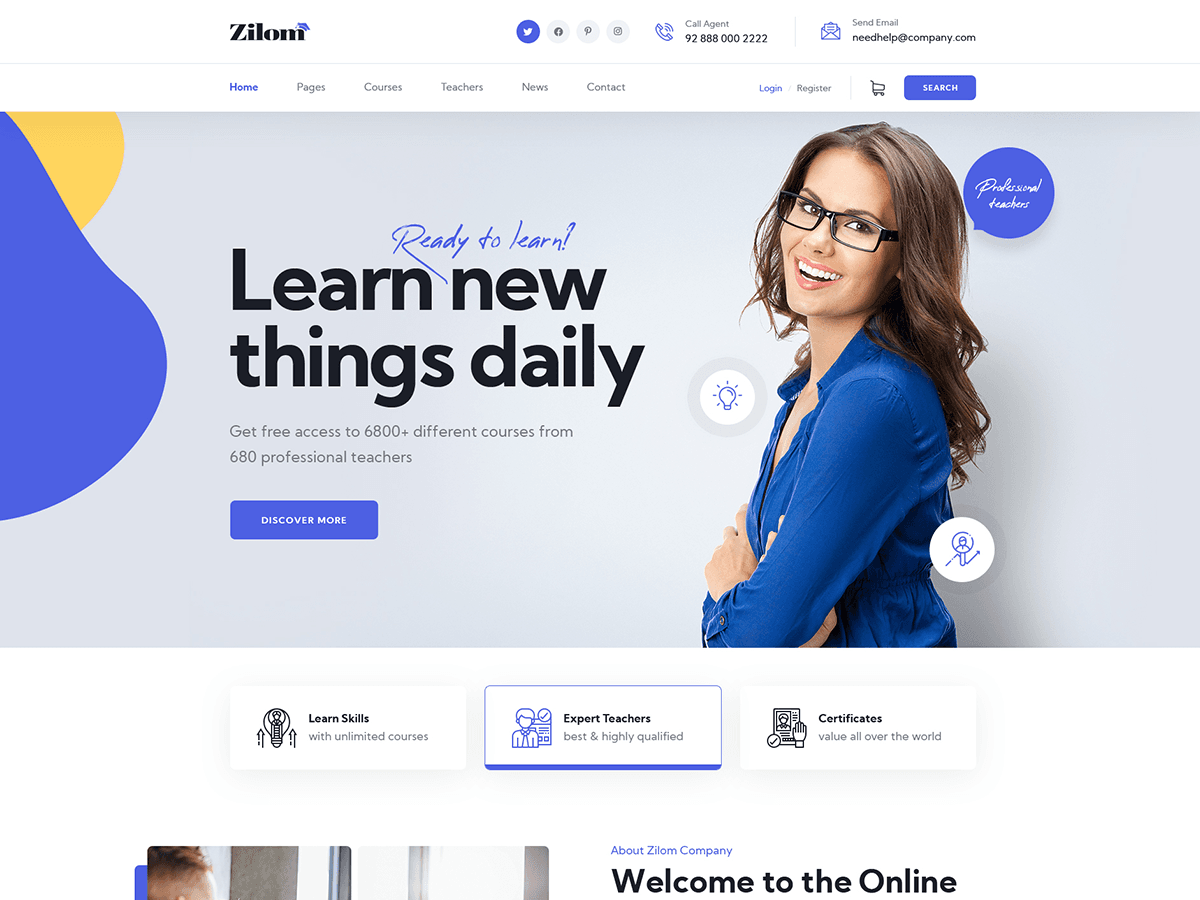 Zilom
Call Agent
92 888 000 2222
Send Email
needhelp@company.com
Home
Pages
Courses
Teachers
News
Contact
Login / Register
SEARCH
Professional
teachers
Ready to learn?
Learn new
things daily
Get free access to 6800+ different courses from
680 professional teachers
DISCOVER MORE
Learn Skills
with unlimited courses
Expert Teachers
best & highly qualified
Certificates
value all over the world
About Zilom Company
Welcome to the Online